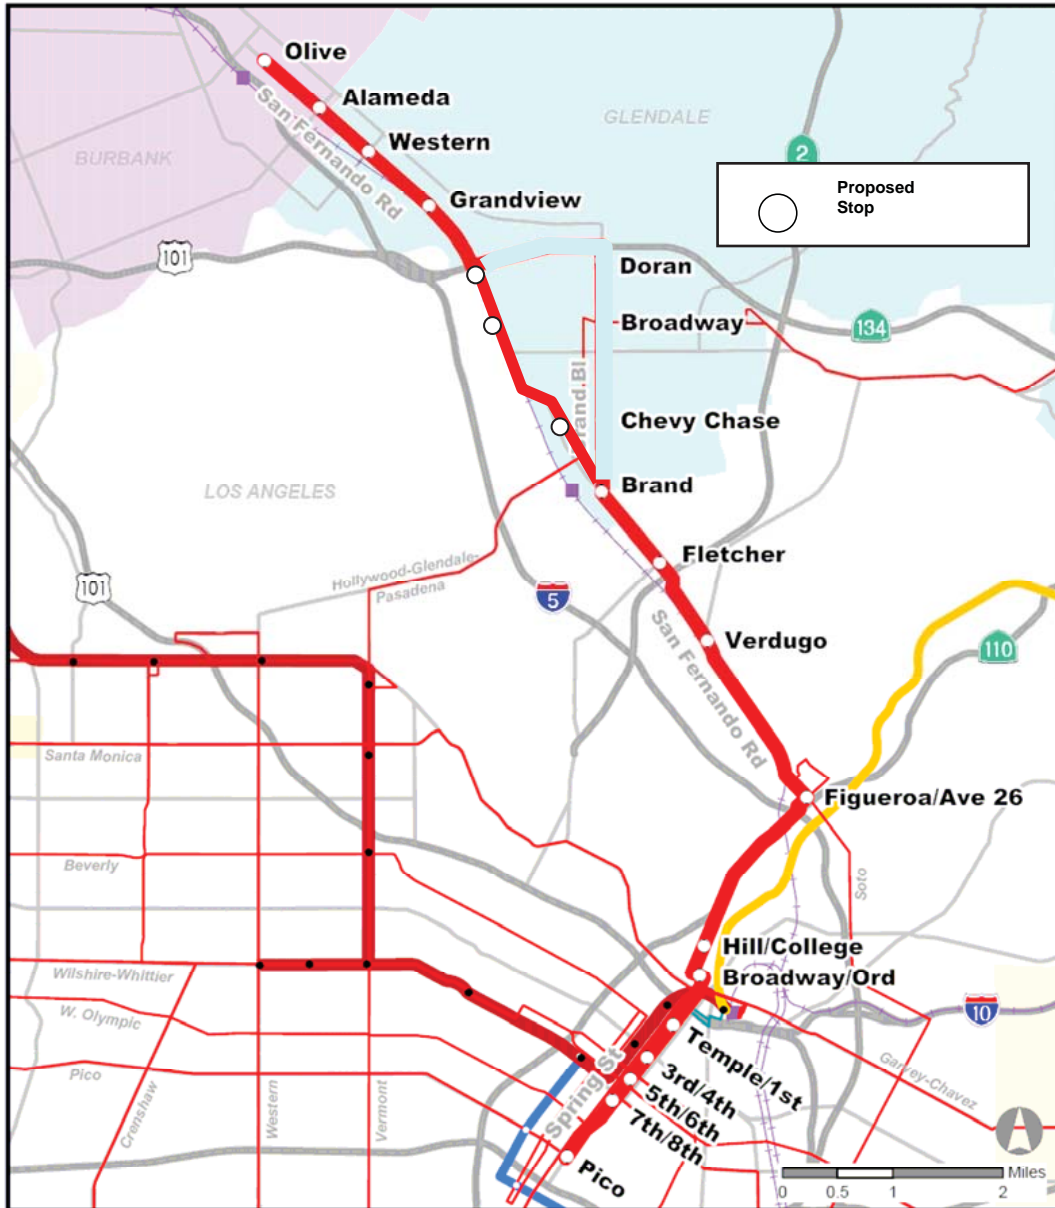 Olive
Alameda
GLENDALE
Western
BURBANK
San Fernando Rd
2
Proposed
Stop
Grandview
101
Doran
Broadway
134
Brand Bl
Chevy Chase
Brand
LOS ANGELES
Fletcher
Hollywood-Glendale-
Pasadena
101
5
San Fernando Rd
Verdugo
110
Santa Monica
Figueroa/Ave 26
Beverly
Soto
Hill/College
Wilshire-Whittier
Broadway/Ord
W. Olympic
10
Temple/1st
Spring St
3rd/4th
Garvey-Chavez
Pico
5th/6th
Crenshaw
Western
Vermont
7th/8th
Pico
Miles
0 0.5 1 2